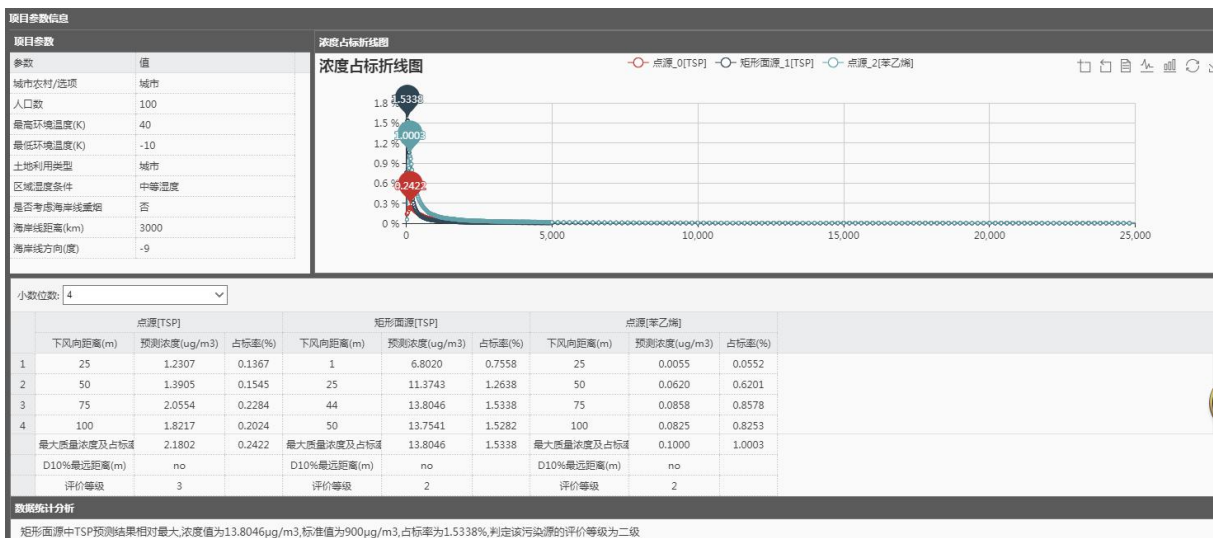 项目参数信息
项目参数
参数 值
城市农村/选项 城市
人口数 100
最高环境温度(K) 40
最低环境温度(K) -10
土地利用类型 城市
区域湿度条件 中等湿度
是否考虑海岸线熏烟 否
海岸线距离(km) 3000
海岸线方向(度) -9
浓度占标折线图
浓度占标折线图
点源_0[TSP] 矩形面源_1[TSP] 点源_2[苯乙烯]
1.5338
1.8 %
1.5 %
1.0003
1.2 %
0.9 %
0.6 %
0.2422
0.3 %
0 %
0 5,000 10,000 15,000 20,000 25,000
小数位数: 4
点源[TSP] 矩形面源[TSP] 点源[苯乙烯]
下风向距离(m) 预测浓度(ug/m3) 占标率(%) 下风向距离(m) 预测浓度(ug/m3) 占标率(%) 下风向距离(m) 预测浓度(ug/m3) 占标率(%)
1 25 1.2307 0.1367 1 6.8020 0.7558 25 0.0055 0.0552
2 50 1.3905 0.1545 25 11.3743 1.2638 50 0.0620 0.6201
3 75 2.0554 0.2284 44 13.8046 1.5338 75 0.0858 0.8578
4 100 1.8217 0.2024 50 13.7541 1.5282 100 0.0825 0.8253
最大质量浓度及占标 2.1802 0.2422 最大质量浓度及占标 13.8046 1.5338 最大质量浓度及占标 0.1000 1.0003
D10%最远距离(m) no D10%最远距离(m) no D10%最远距离(m) no
评价等级 3 评价等级 2 评价等级 2
数据统计分析
矩形面源中TSP预测结果相对最大,浓度值为13.8046μg/m3,标准值为900μg/m3,占标率为1.5338%,判定该污染源的评价等级为二级